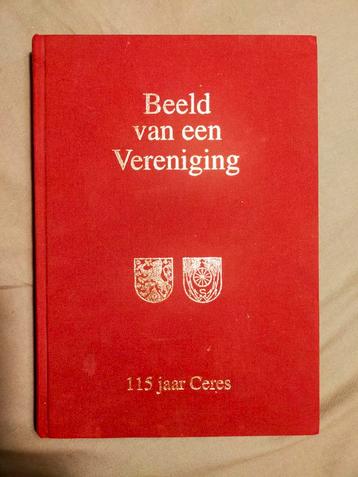 Beeld
van een
Vereniging
S
115 jaar Ceres